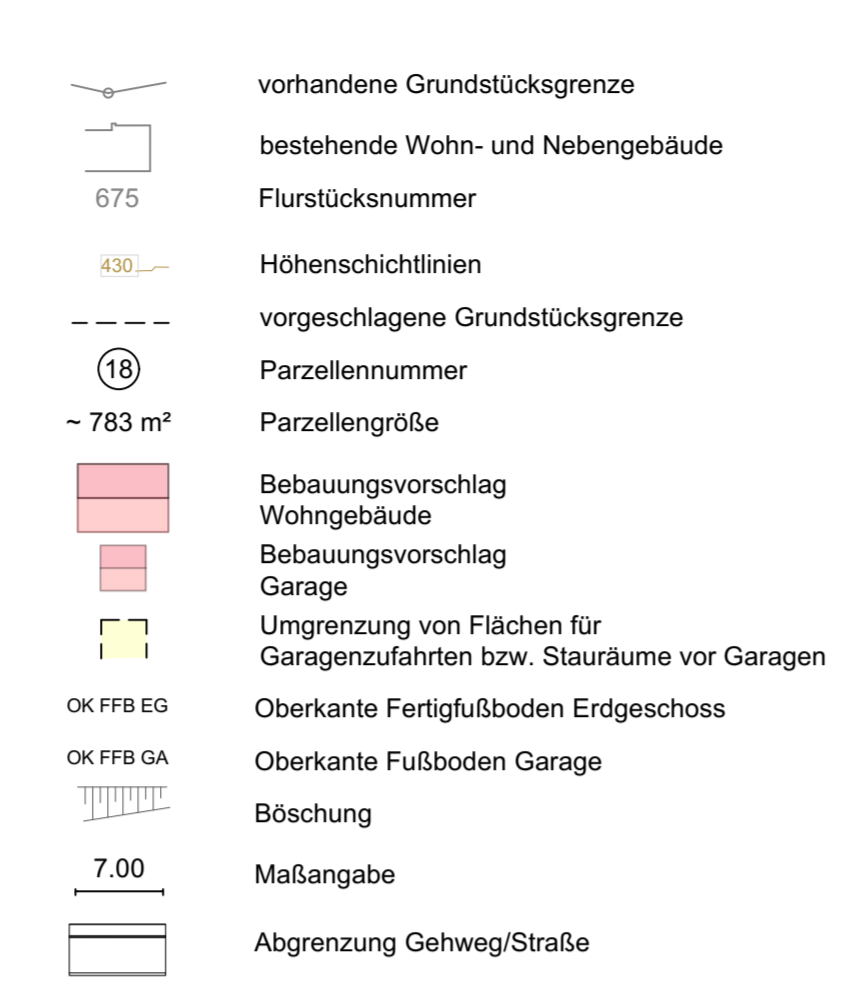 vorhandene Grundstücksgrenze
bestehende Wohn- und Nebengebäude
675 Flurstücksnummer
430 Höhenschichtlinien
vorgeschlagene Grundstücksgrenze
18 Parzellennummer
~ 783 m² Parzellengröße
Bebauungsvorschlag
Wohngebäude
Bebauungsvorschlag
Garage
Umgrenzung von Flächen für
Garagenzufahrten bzw. Stauräume vor Garagen
OK FFB EG Oberkante Fertigfußboden Erdgeschoss
OK FFB GA Oberkante Fußboden Garage
Böschung
7.00 Maßangabe
Abgrenzung Gehweg/Straße